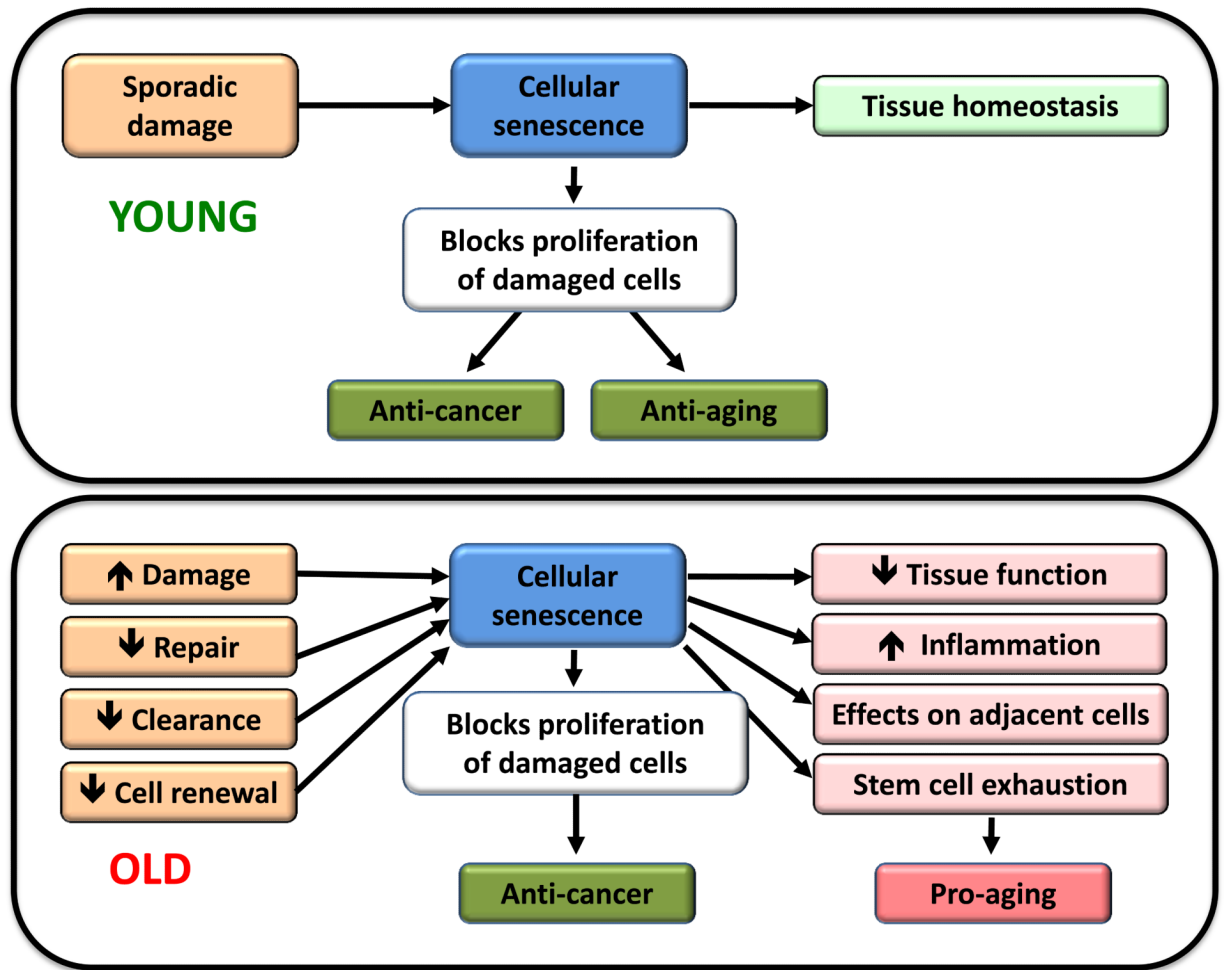 Sporadic
damage
Cellular
senescence
Tissue homeostasis
YOUNG
Blocks proliferation
of damaged cells
Anti-cancer
Anti-aging
↑ Damage
↓ Repair
↓ Clearance
↓ Cell renewal
OLD
Cellular
senescence
Blocks proliferation
of damaged cells
Anti-cancer
↓ Tissue function
↑ Inflammation
Effects on adjacent cells
Stem cell exhaustion
Pro-aging